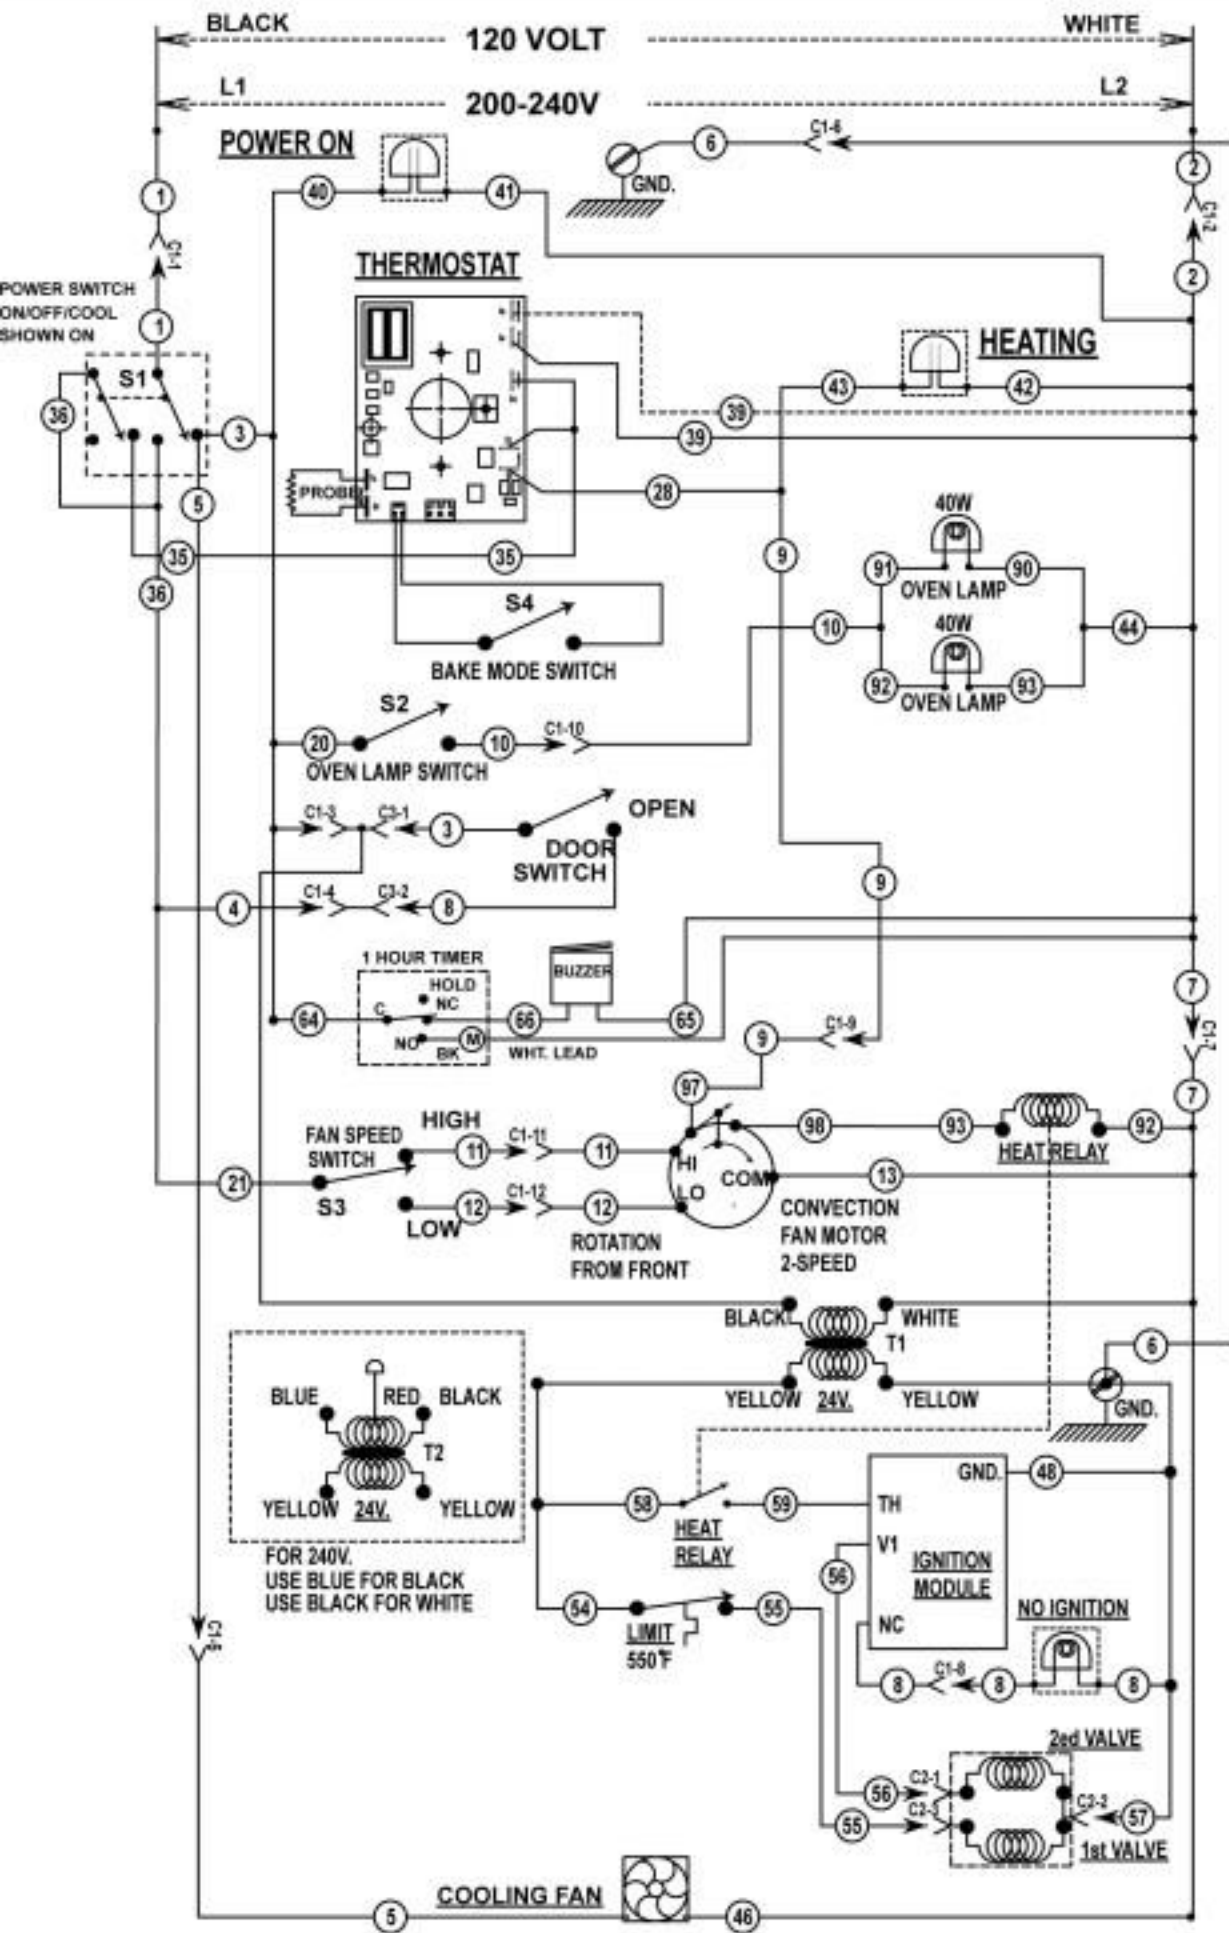 BLACK
120 VOLT
WHITE
L1
200-240V
L2
POWER ON
6
C1-6
2
40
41
GND.
1
C1-2
C1-1
THERMOSTAT
2
POWER SWITCH
ON/OFF/COOL
SHOWN ON
1
HEATING
S1
43
42
36
39
3
39
PROBE
28
5
40W
35
35
9
91
90
OVEN LAMP
36
S4
40W
10
44
BAKE MODE SWITCH
92
93
OVEN LAMP
S2
20
10
C1-10
OVEN LAMP SWITCH
C1-3
C3-1
3
OPEN
DOOR
SWITCH
9
C1-4
C3-2
4
8
1 HOUR TIMER
HOLD
NC
BUZZER
7
C
64
66
65
C1-9
9
C1-7
NO
BK
M
WHT. LEAD
97
7
HIGH
FAN SPEED
SWITCH
11
C1-11
11
98
93
92
HEAT RELAY
HI
COM
13
21
S3
C1-12
LO
12
12
LOW
CONVECTION
FAN MOTOR
2-SPEED
ROTATION
FROM FRONT
BLACK
WHITE
T1
6
YELLOW
24V.
YELLOW
GND.
BLUE
RED
BLACK
T2
YELLOW
24V.
YELLOW
GND.
48
58
59
TH
HEAT
RELAY
V1
IGNITION
MODULE
FOR 240V.
USE BLUE FOR BLACK
USE BLACK FOR WHITE
56
54
55
NO IGNITION
LIMIT
550°F
NC
C1-5
8
C1-8
8
8
2ed VALVE
56
C2-1
C2-2
57
55
C2-3
1st VALVE
COOLING FAN
5
46